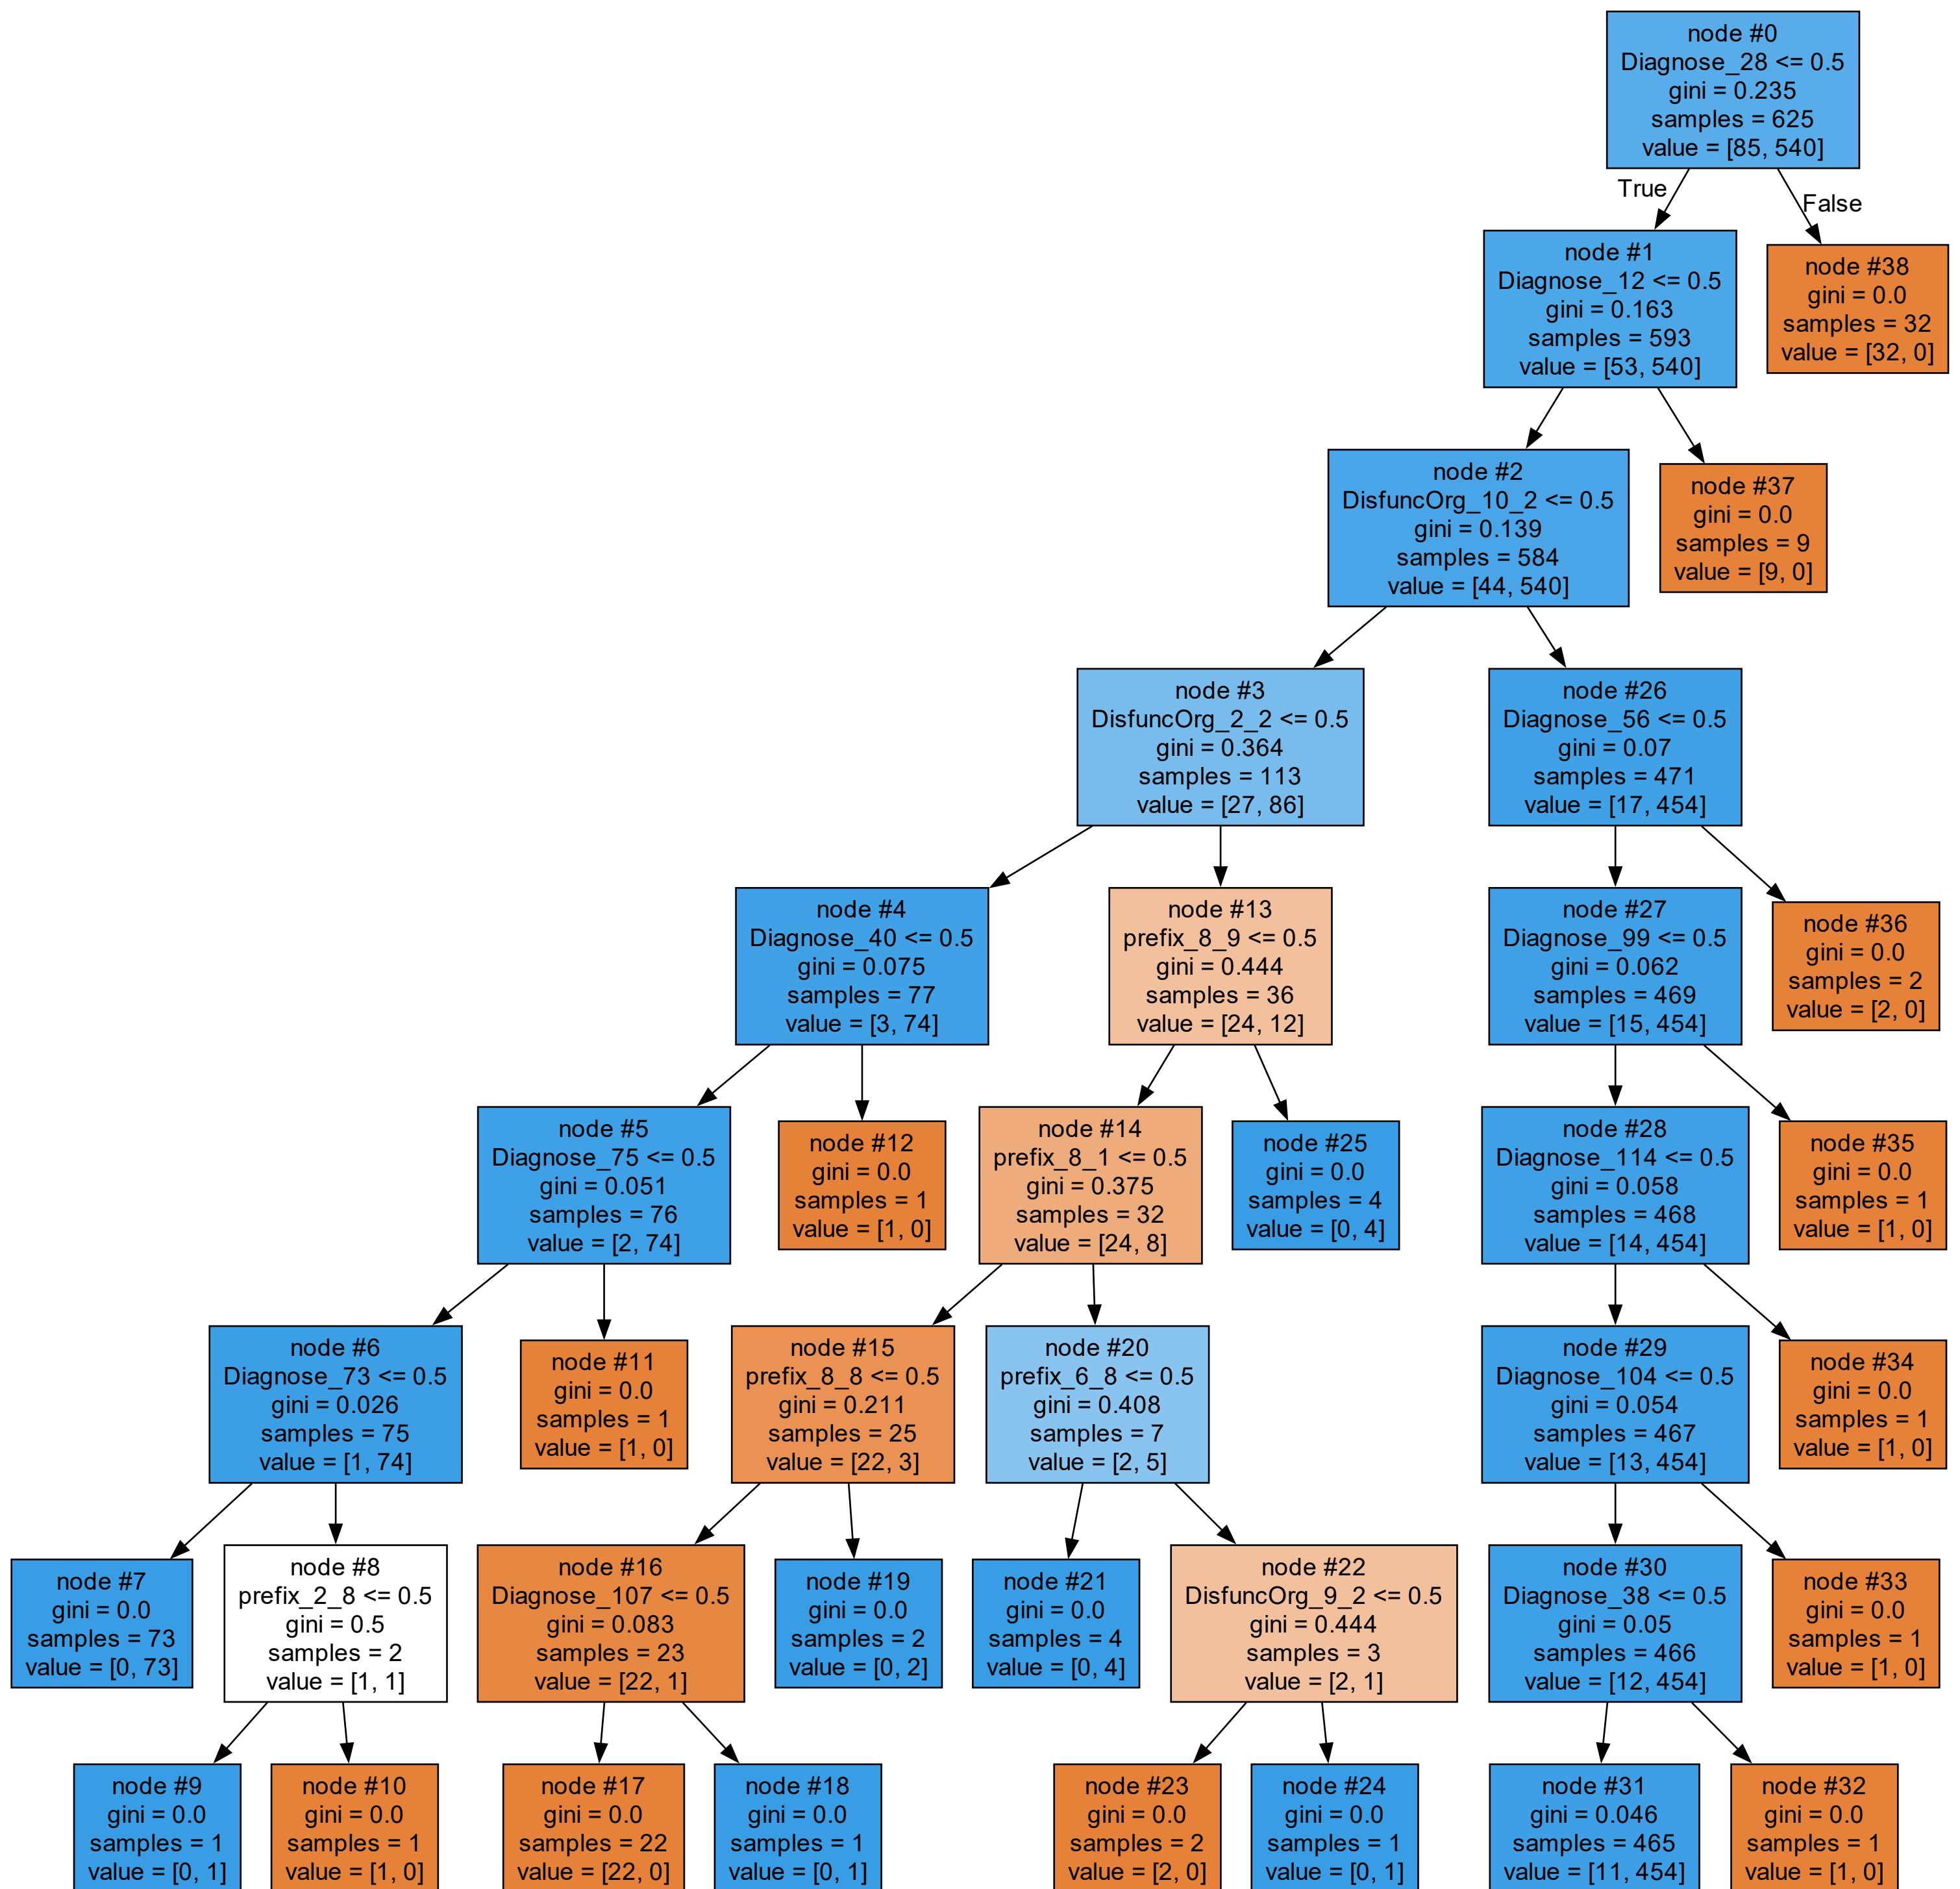 node #0
Diagnose_28 <= 0.5
gini = 0.235
samples = 625
value = [85, 540]
True
False
node #1
Diagnose_12 <= 0.5
gini = 0.163
samples = 593
value = [53, 540]
node #38
gini = 0.0
samples = 32
value = [32, 0]
node #2
DisfuncOrg_10_2 <= 0.5
gini = 0.139
samples = 584
value = [44, 540]
node #37
gini = 0.0
samples = 9
value = [9, 0]
node #3
DisfuncOrg_2_2 <= 0.5
gini = 0.364
samples = 113
value = [27, 86]
node #26
Diagnose_56 <= 0.5
gini = 0.07
samples = 471
value = [17, 454]
node #4
Diagnose_40 <= 0.5
gini = 0.075
samples = 77
value = [3, 74]
node #13
prefix_8_9 <= 0.5
gini = 0.444
samples = 36
value = [24, 12]
node #27
Diagnose_99 <= 0.5
gini = 0.062
samples = 469
value = [15, 454]
node #36
gini = 0.0
samples = 2
value = [2, 0]
node #5
Diagnose_75 <= 0.5
gini = 0.051
samples = 76
value = [2, 74]
node #12
gini = 0.0
samples = 1
value = [1, 0]
node #14
prefix_8_1 <= 0.5
gini = 0.375
samples = 32
value = [24, 8]
node #25
gini = 0.0
samples = 4
value = [0, 4]
node #28
Diagnose_114 <= 0.5
gini = 0.058
samples = 468
value = [14, 454]
node #35
gini = 0.0
samples = 1
value = [1, 0]
node #6
Diagnose_73 <= 0.5
gini = 0.026
samples = 75
value = [1, 74]
node #11
gini = 0.0
samples = 1
value = [1, 0]
node #15
prefix_8_8 <= 0.5
gini = 0.211
samples = 25
value = [22, 3]
node #20
prefix_6_8 <= 0.5
gini = 0.408
samples = 7
value = [2, 5]
node #29
Diagnose_104 <= 0.5
gini = 0.054
samples = 467
value = [13, 454]
node #34
gini = 0.0
samples = 1
value = [1, 0]
node #7
gini = 0.0
samples = 73
value = [0, 73]
node #8
prefix_2_8 <= 0.5
gini = 0.5
samples = 2
value = [1, 1]
node #16
Diagnose_107 <= 0.5
gini = 0.083
samples = 23
value = [22, 1]
node #19
gini = 0.0
samples = 2
value = [0, 2]
node #21
gini = 0.0
samples = 4
value = [0, 4]
node #22
DisfuncOrg_9_2 <= 0.5
gini = 0.444
samples = 3
value = [2, 1]
node #30
Diagnose_38 <= 0.5
gini = 0.05
samples = 466
value = [12, 454]
node #33
gini = 0.0
samples = 1
value = [1, 0]
node #9
gini = 0.0
samples = 1
value = [0, 1]
node #10
gini = 0.0
samples = 1
value = [1, 0]
node #17
gini = 0.0
samples = 22
value = [22, 0]
node #18
gini = 0.0
samples = 1
value = [0, 1]
node #23
gini = 0.0
samples = 2
value = [2, 0]
node #24
gini = 0.0
samples = 1
value = [0, 1]
node #31
gini = 0.046
samples = 465
value = [11, 454]
node #32
gini = 0.0
samples = 1
value = [1, 0]